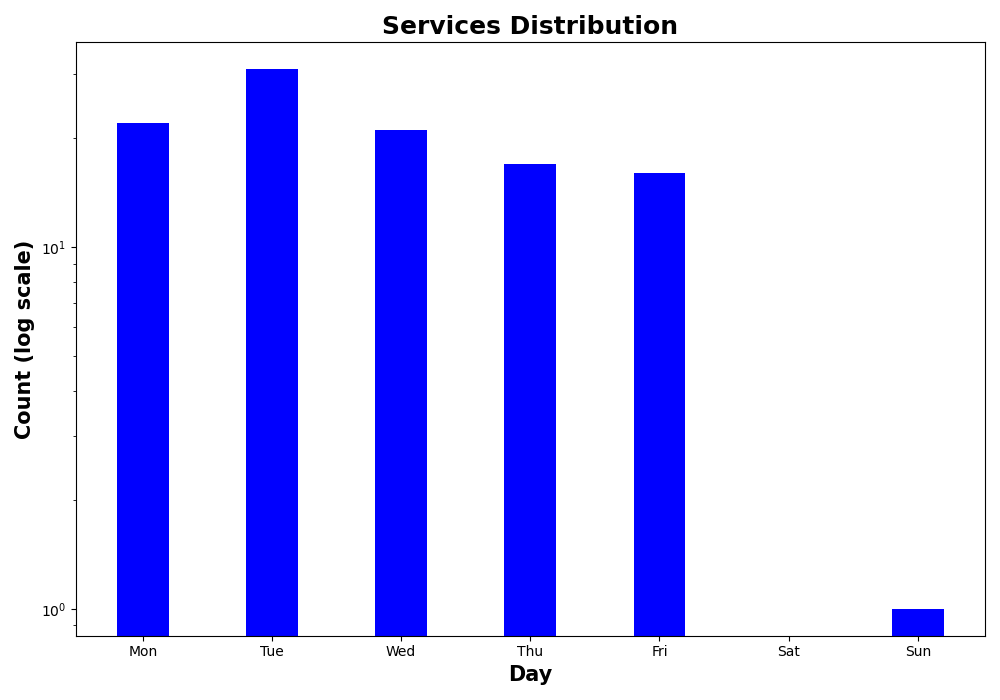 Services Distribution
Count (log scale)
10¹
10⁰
Mon Tue Wed Thu Fri Sat Sun
Day